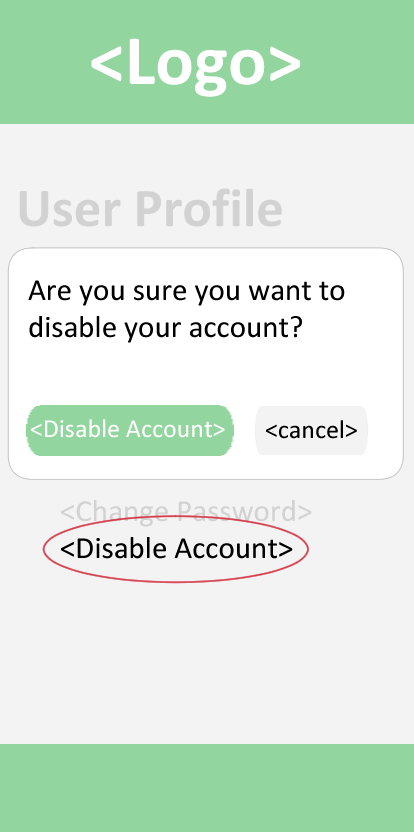 <Logo>
User Profile
Are you sure you want to
disable your account?
<Disable Account>
<cancel>
<Change Password>
<Disable Account>